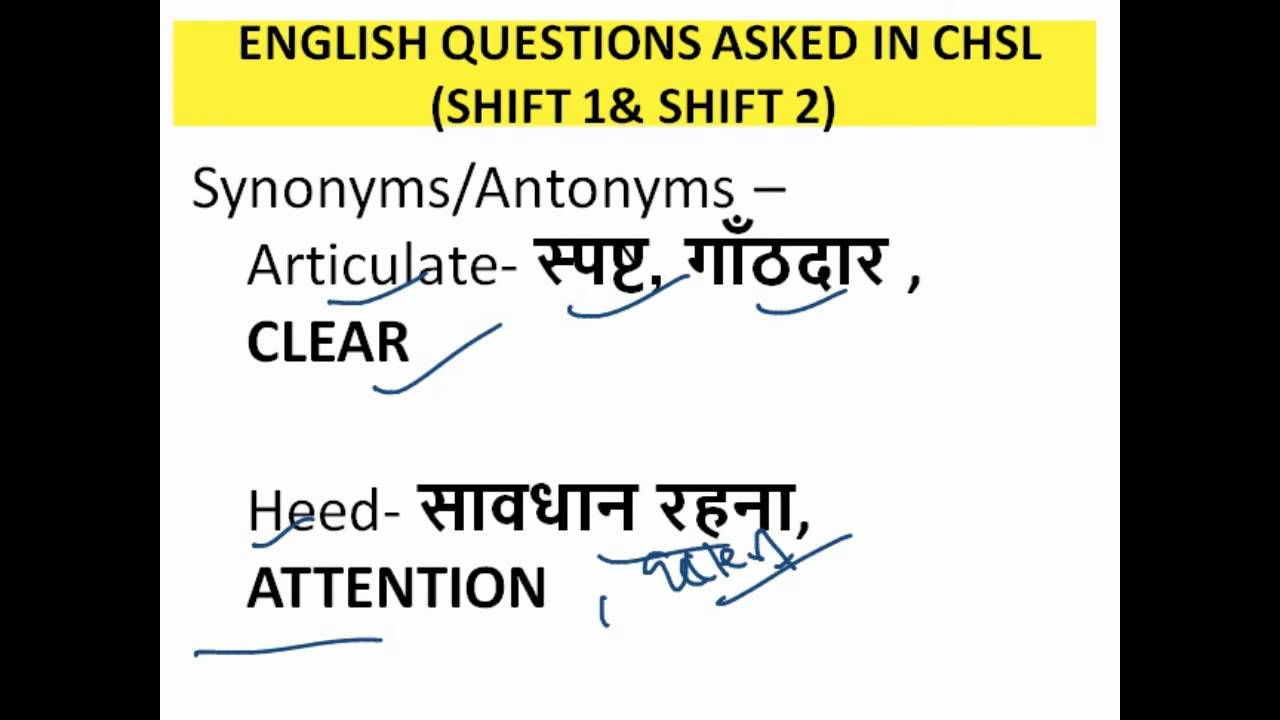 ENGLISH QUESTIONS ASKED IN CHSL
(SHIFT 1& SHIFT 2)
Synonyms/Antonyms –
Articulate- स्पष्ट, गाँठदार ,
CLEAR
Heed- सावधान रहना,
ATTENTION